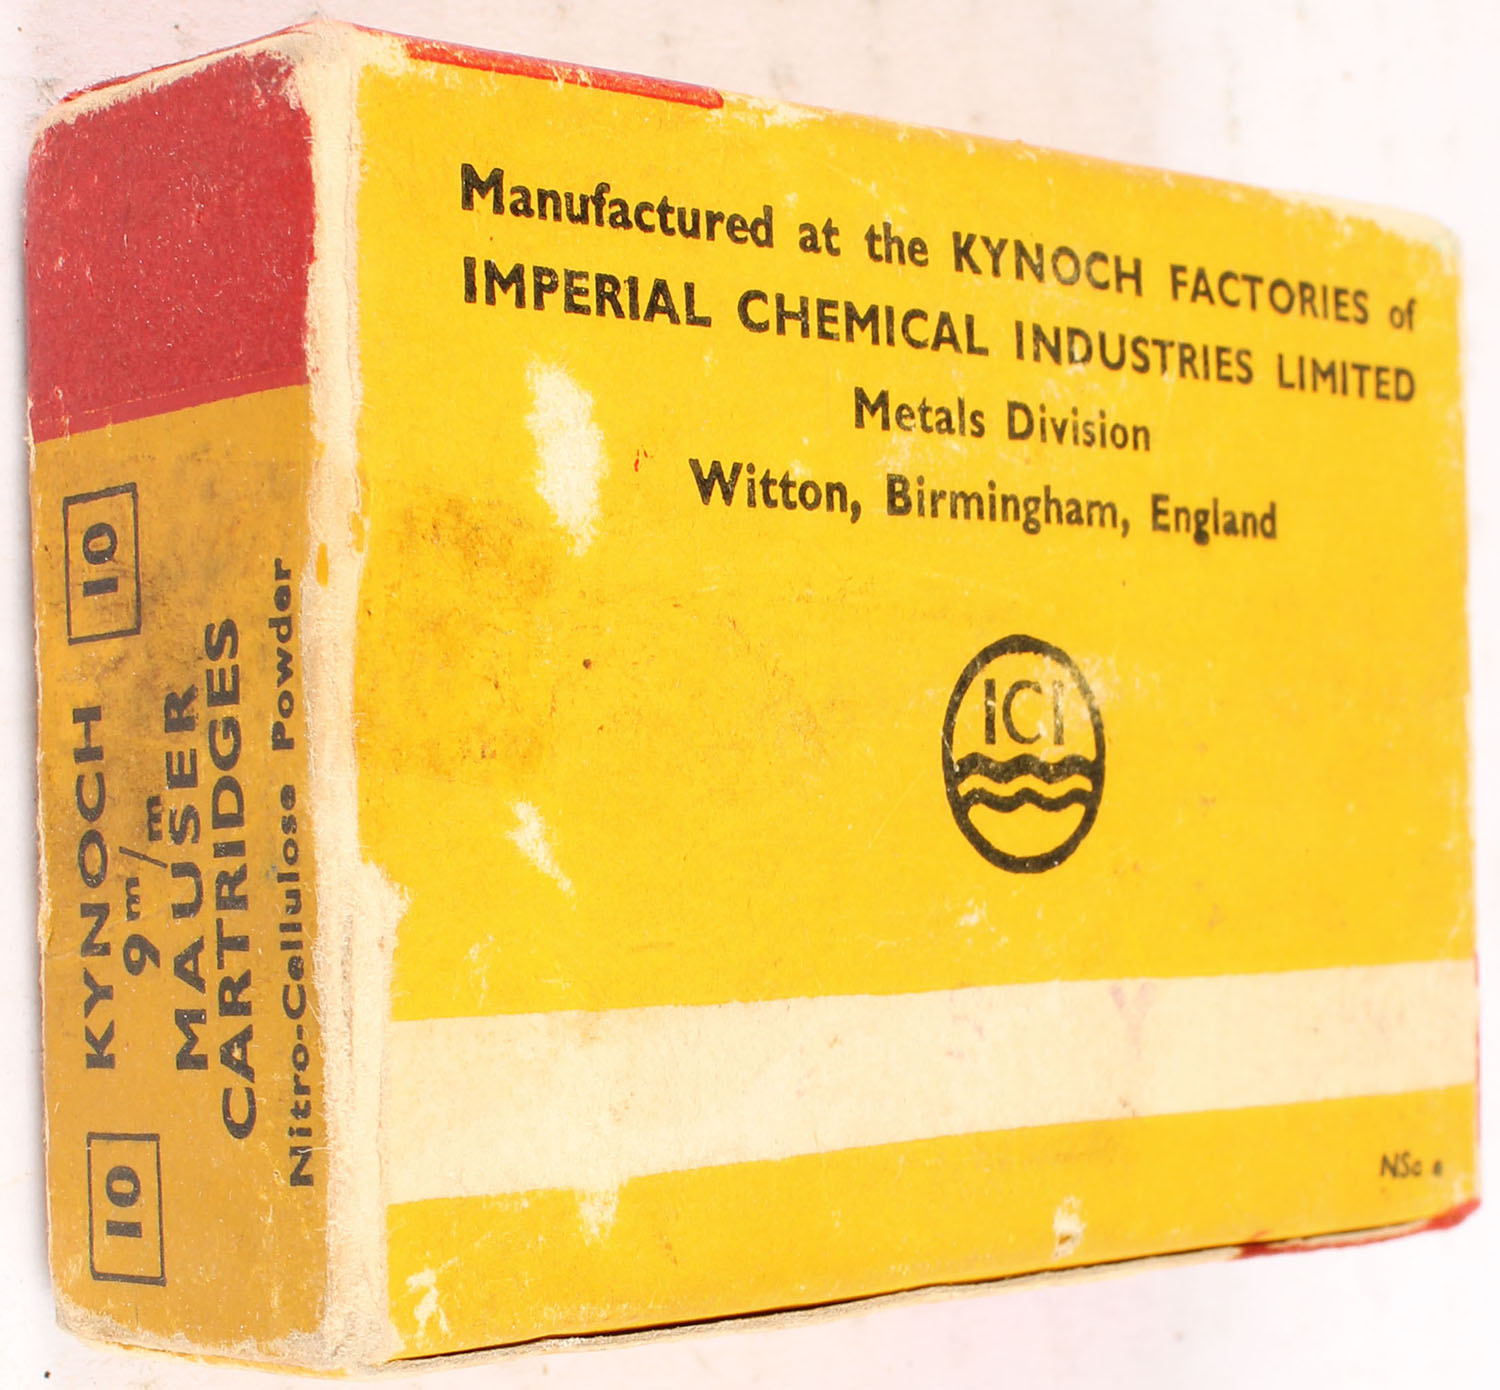 Manufactured at the KYNOCH FACTORIES of
IMPERIAL CHEMICAL INDUSTRIES LIMITED
Metals Division
Witton, Birmingham, England
ICI
10 KYNOCH 10
9m/m
MAUSER
CARTRIDGES
Nitro-Cellulose Powder